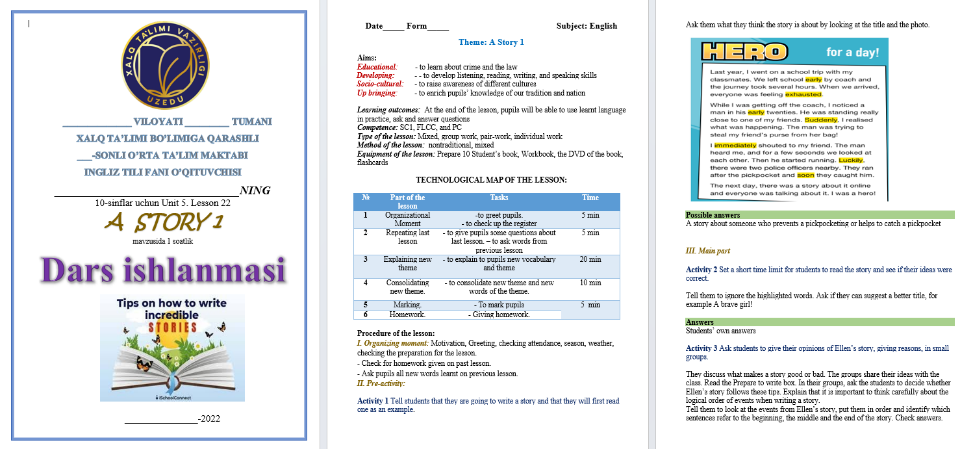 XALQ TA'LIMI VAZIRLIGI
UZEDU
_____________ VILOYATI __________ TUMANI
XALQ TA'LIMI BO'LIMIGA QARASHLI
___-SONLI O'RTA TA'LIM MAKTABI
INGLIZ TILI FANI O'QITUVCHISI
______________________________NING
10-sinflar uchun Unit 5. Lesson 22
A STORY 1
mavzusida 1 soatlik
Dars ishlanmasi
Tips on how to write
incredible
STORIES
iSchoolConnect
_______________-2022
Date_____ Form_____ Subject: English
Theme: A Story 1
Aims:
Educational: - to learn about crime and the law
Developing: - - to develop listening, reading, writing, and speaking skills
Socio-cultural: - to raise awareness of different cultures
Up bringing: - to enrich pupils' knowledge of our tradition and nation
Learning outcomes: At the end of the lesson, pupils will be able to use learnt language
in practice, ask and answer questions
Competence: SC1, FLCC, and PC
Type of the lesson: Mixed, group work, pair-work, individual work
Method of the lesson: nontraditional, mixed
Equipment of the lesson: Prepare 10 Student's book, Workbook, the DVD of the book,
flashcards
TECHNOLOGICAL MAP OF THE LESSON:
№ Part of the lesson Tasks Time
1 Organizational Moment -to greet pupils. - to check up the register 5 min
2 Repeating last lesson - to give pupils some questions about last lesson. – to ask words from previous lesson 5 min
3 Explaining new theme - to explain to pupils new vocabulary and theme 20 min
4 Consolidating new theme. - to consolidate new theme and new words of the theme. 10 min
5 Marking. - To mark pupils 5 min
6 Homework. - Giving homework.
Procedure of the lesson:
I. Organizing moment: Motivation, Greeting, checking attendance, season, weather,
checking the preparation for the lesson.
- Check for homework given on past lesson.
- Ask pupils all new words learnt on previous lesson.
II. Pre-activity:
Activity 1 Tell students that they are going to write a story and that they will first read
one as an example.
Ask them what they think the story is about by looking at the title and the photo.
HERO for a day!
Last year, I went on a school trip with my
classmates. We left school early by coach and
the journey took several hours. When we arrived,
everyone was feeling exhausted.
While I was getting off the coach, I noticed a
man in his early twenties. He was standing really
close to one of my friends. Suddenly, I realised
what was happening. The man was trying to
steal my friend's purse from her bag!
I immediately shouted to my friend. The man
heard me, and for a few seconds we looked at
each other. Then he started running. Luckily,
there were two police officers nearby. They ran
after the pickpocket and soon they caught him.
The next day, there was a story about it online
and everyone was talking about it. I was a hero!
Possible answers
A story about someone who prevents a pickpocketing or helps to catch a pickpocket
III. Main part
Activity 2 Set a short time limit for students to read the story and see if their ideas were
correct.
Tell them to ignore the highlighted words. Ask if they can suggest a better title, for
example A brave girl!
Answers
Students' own answers
Activity 3 Ask students to give their opinions of Ellen's story, giving reasons, in small
groups.
They discuss what makes a story good or bad. The groups share their ideas with the
class. Read the Prepare to write box. In their groups, ask the students to decide whether
Ellen's story follows these tips. Explain that it is important to think carefully about the
logical order of events when writing a story.
Tell them to look at the events from Ellen's story, put them in order and identify which
sentences refer to the beginning, the middle and the end of the story. Check answers.